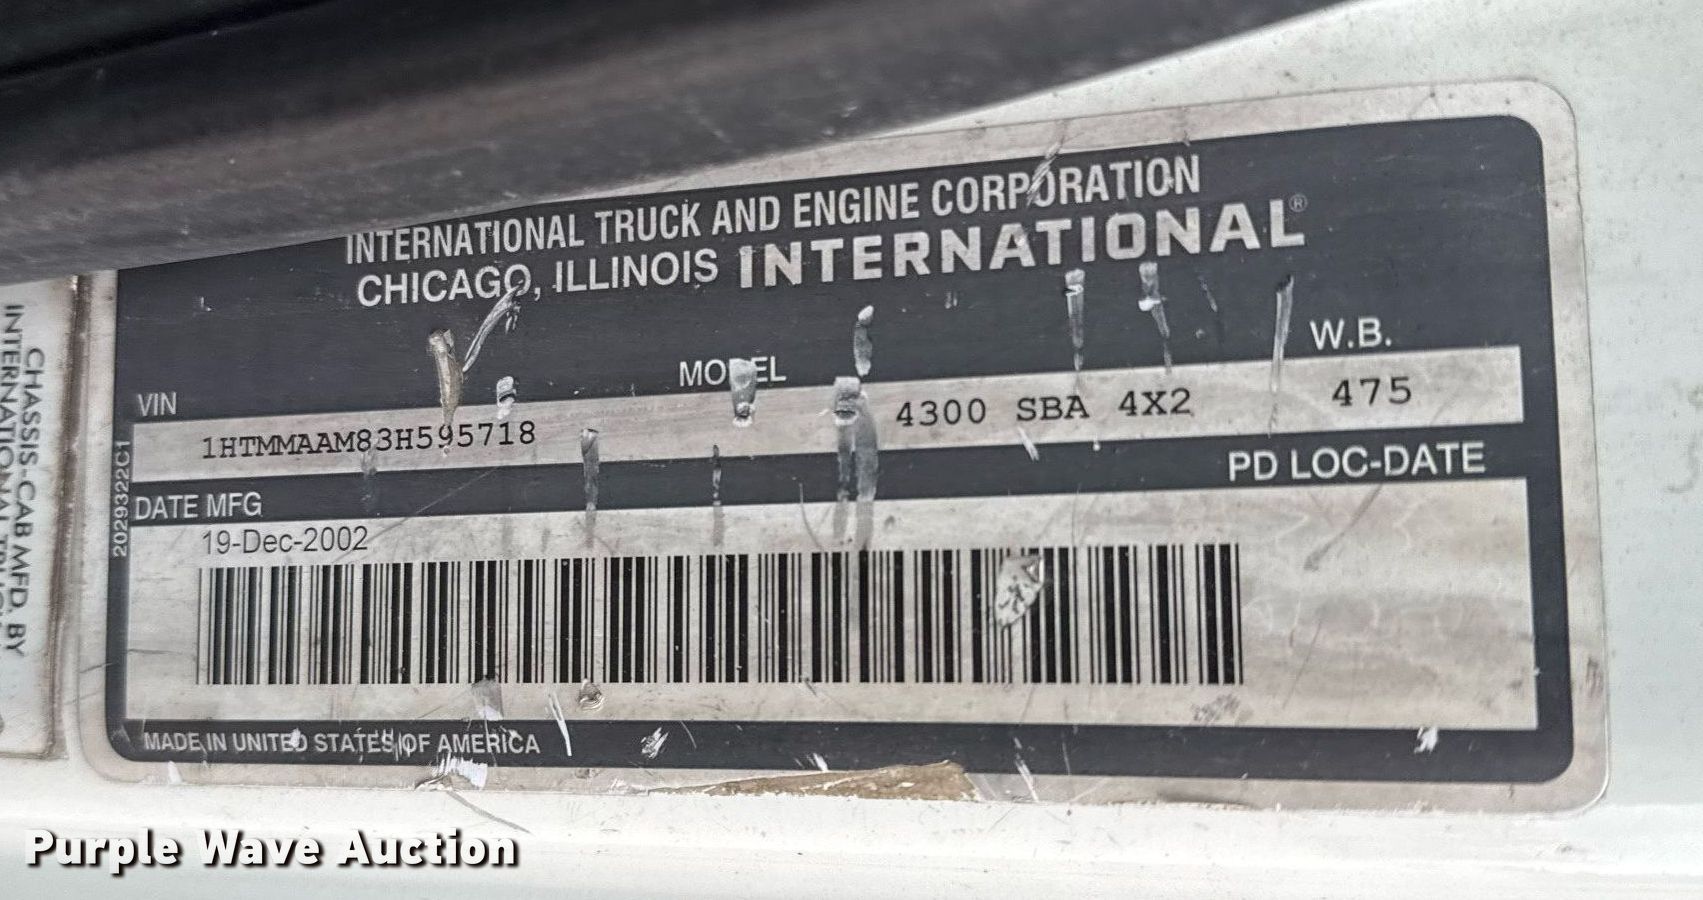 INTERNATIONAL TRUCK AND ENGINE CORPORATION
CHICAGO, ILLINOIS INTERNATIONAL®
VIN MODEL W.B.
1HTMMAAM83H595718 4300 SBA 4X2 475
DATE MFG PD LOC-DATE
19-Dec-2002
2029322C1
MADE IN UNITED STATES OF AMERICA
CHASSIS-CAB MFD. BY
INTERNATIONAL
Purple Wave Auction